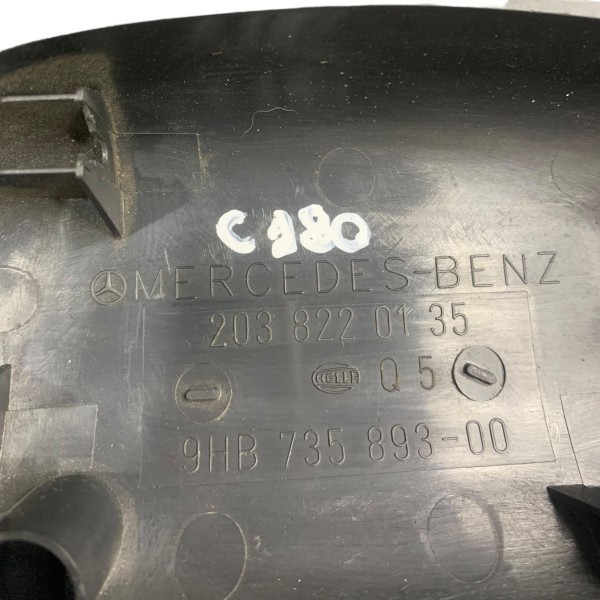 C180
MERCEDES-BENZ
203 822 01 35
HELLA Q5
9HB 735 893-00